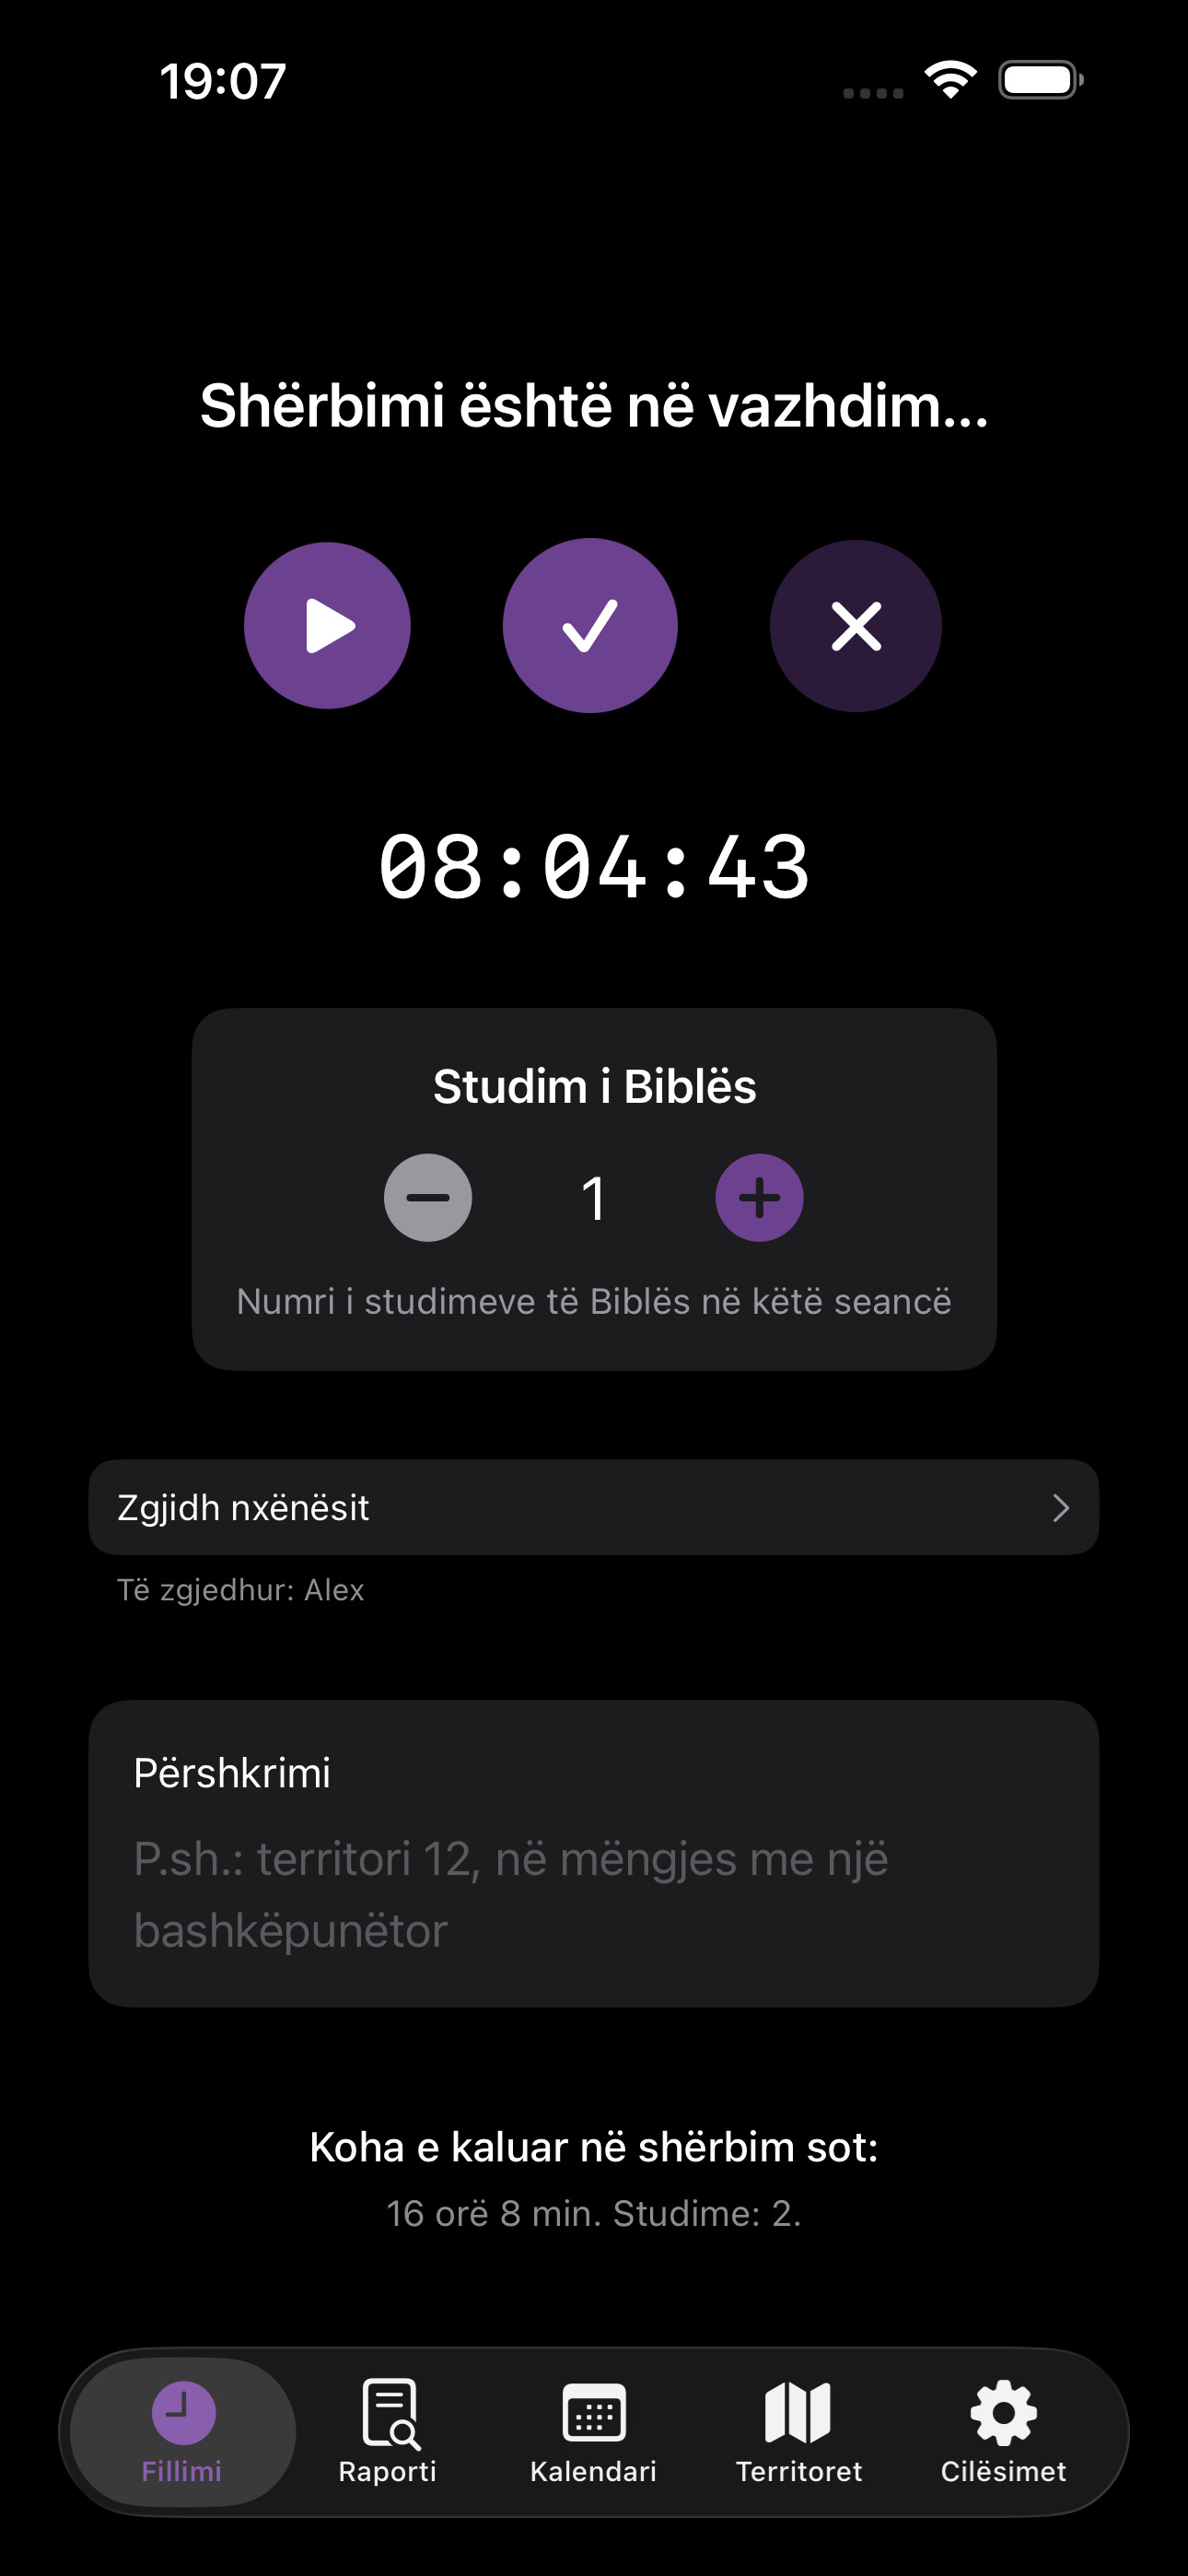 19:07
Shërbimi është në vazhdim...
08:04:43
Studim i Biblës
1
Numri i studimeve të Biblës në këtë seancë
Zgjidh nxënësit
Të zgjedhur: Alex
Përshkrimi
P.sh.: territori 12, në mëngjes me një
bashkëpunëtor
Koha e kaluar në shërbim sot:
16 orë 8 min. Studime: 2.
Fillimi
Raporti
Kalendari
Territoret
Cilësimet